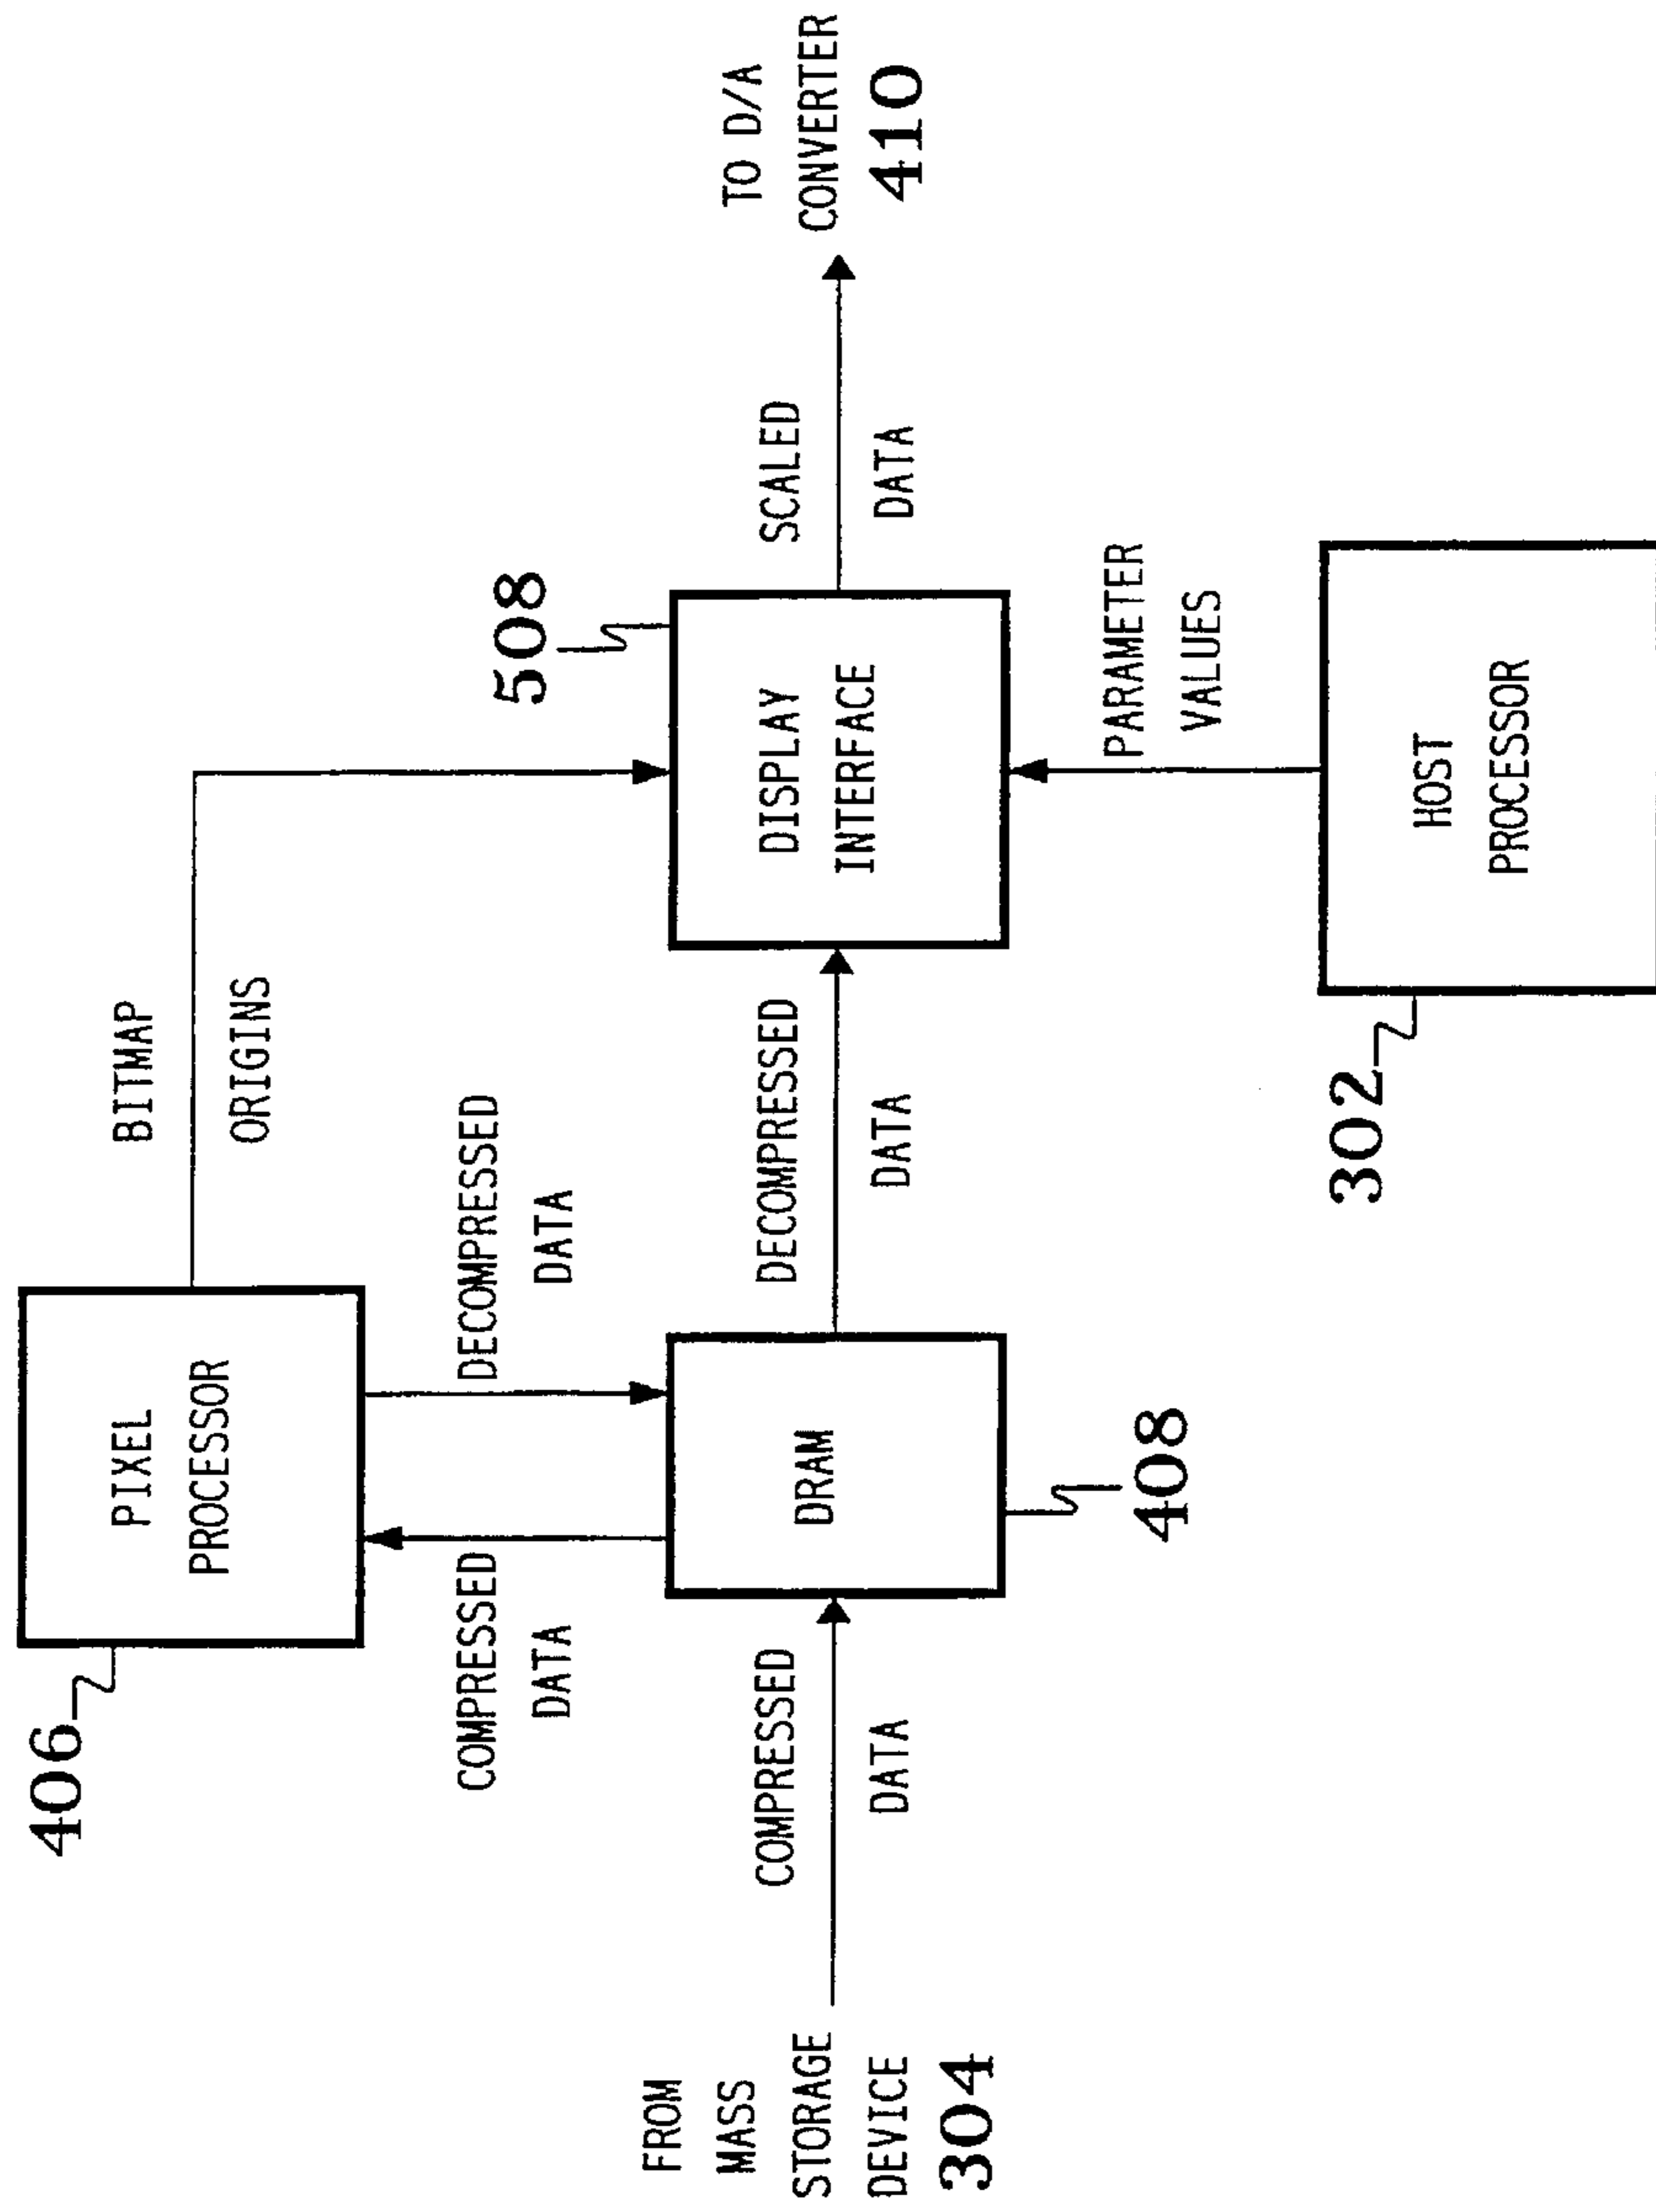 406
PIXEL
PROCESSOR
BITMAP
ORIGINS
COMPRESSED
DATA
DECOMPRESSED
DATA
508
TO D/A
CONVERTER
410
FROM
MASS
STORAGE
DEVICE
304
COMPRESSED
DATA
DRAM
408
DECOMPRESSED
DATA
DISPLAY
INTERFACE
SCALED
DATA
PARAMETER
VALUES
302
HOST
PROCESSOR